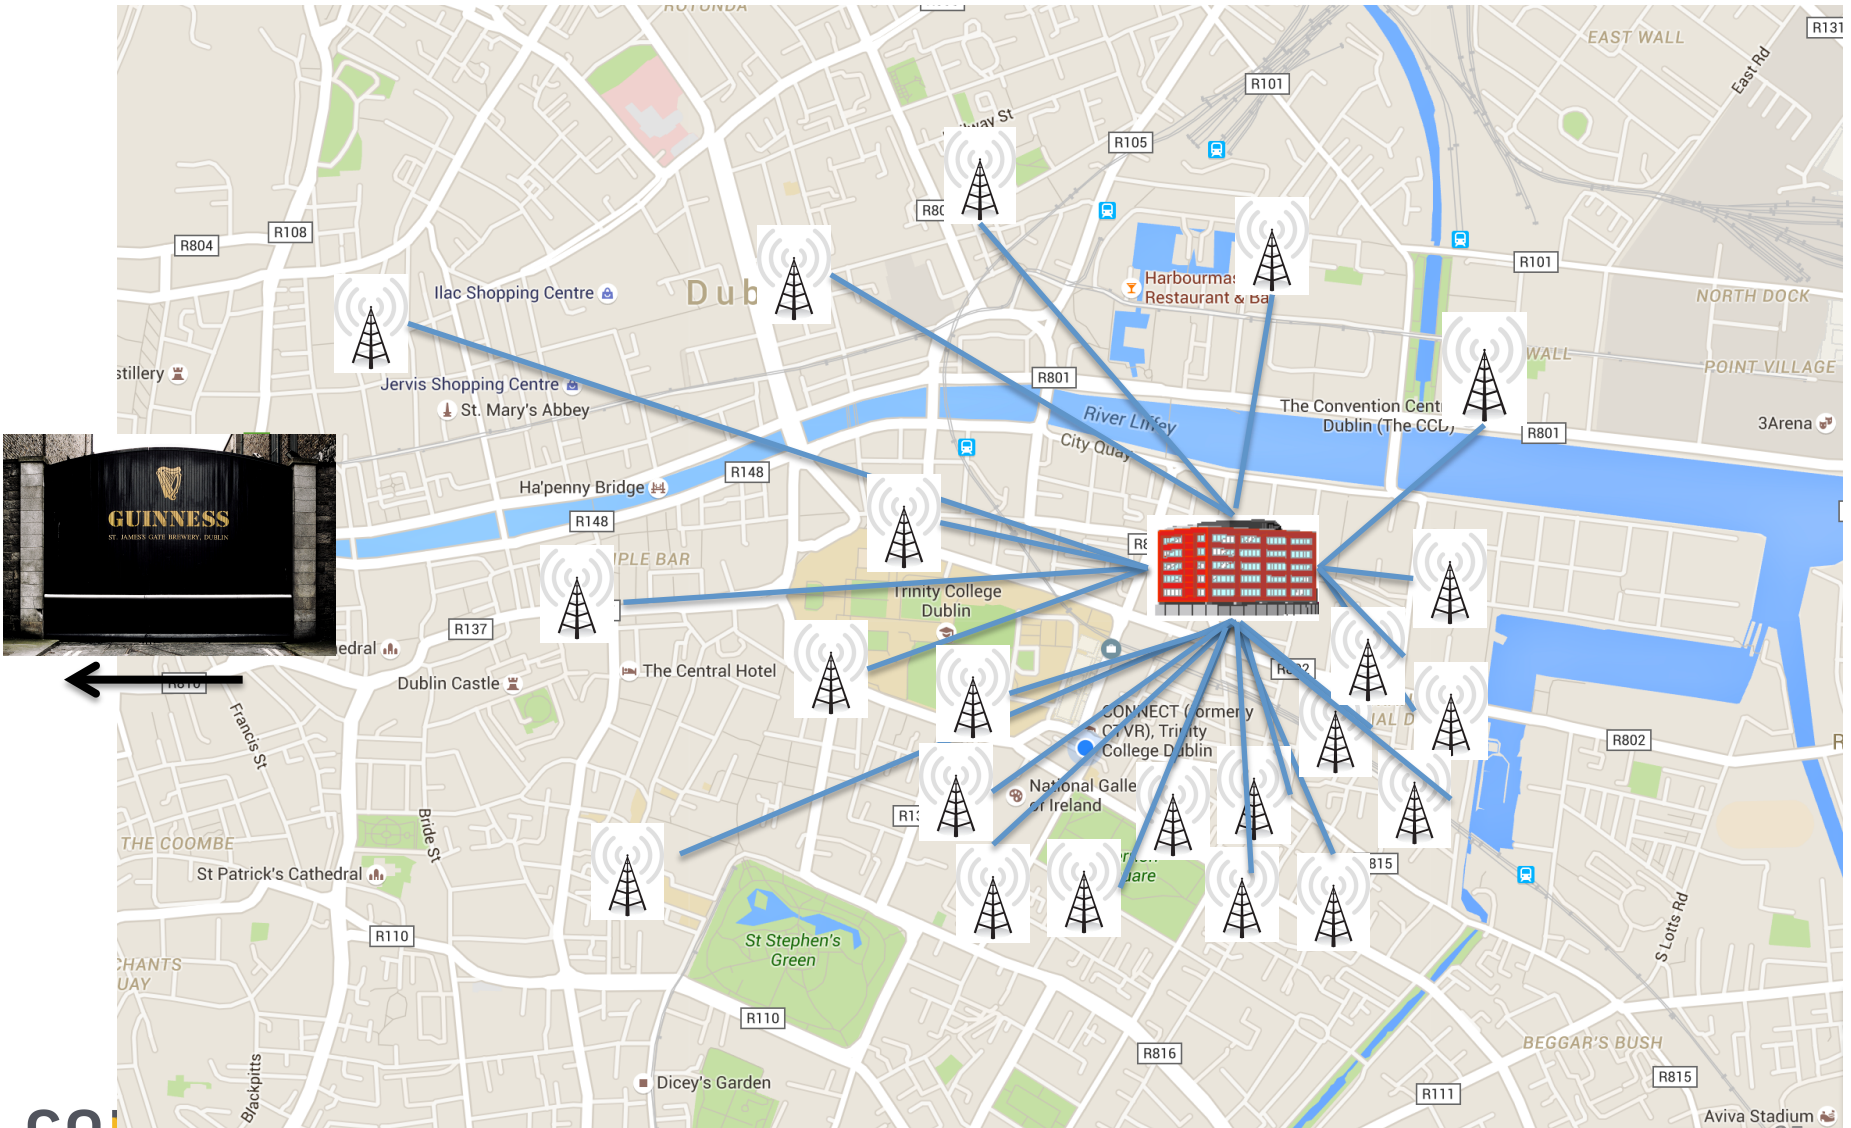 ROTUNDA
EAST WALL
R131
East Rd
R101
R105
R108
R804
R101
Ilac Shopping Centre
Dub
Harbourmas
Restaurant & Ba
NORTH DOCK
WALL
POINT VILLAGE
stillery
Jervis Shopping Centre
St. Mary's Abbey
R801
River Liffey
City Quay
The Convention Cent
Dublin (The CCD)
R801
3Arena
R148
Ha'penny Bridge
R148
GUINNESS
ST. JAMES'S GATE BREWERY, DUBLIN
PLE BAR
Trinity College
Dublin
R137
edral
The Central Hotel
Dublin Castle
R810
R802
Francis St
CONNECT (formerly
CTVR), Trinity
College Dublin
NAL D
R802
National Galle
of Ireland
THE COOMBE
Bride St
St Patrick's Cathedral
uare
815
R110
St Stephen's
Green
S Lotts Rd
CHANTS
UAY
R110
R816
BEGGAR'S BUSH
Dicey's Garden
R815
R111
Blackpitts
Aviva Stadium